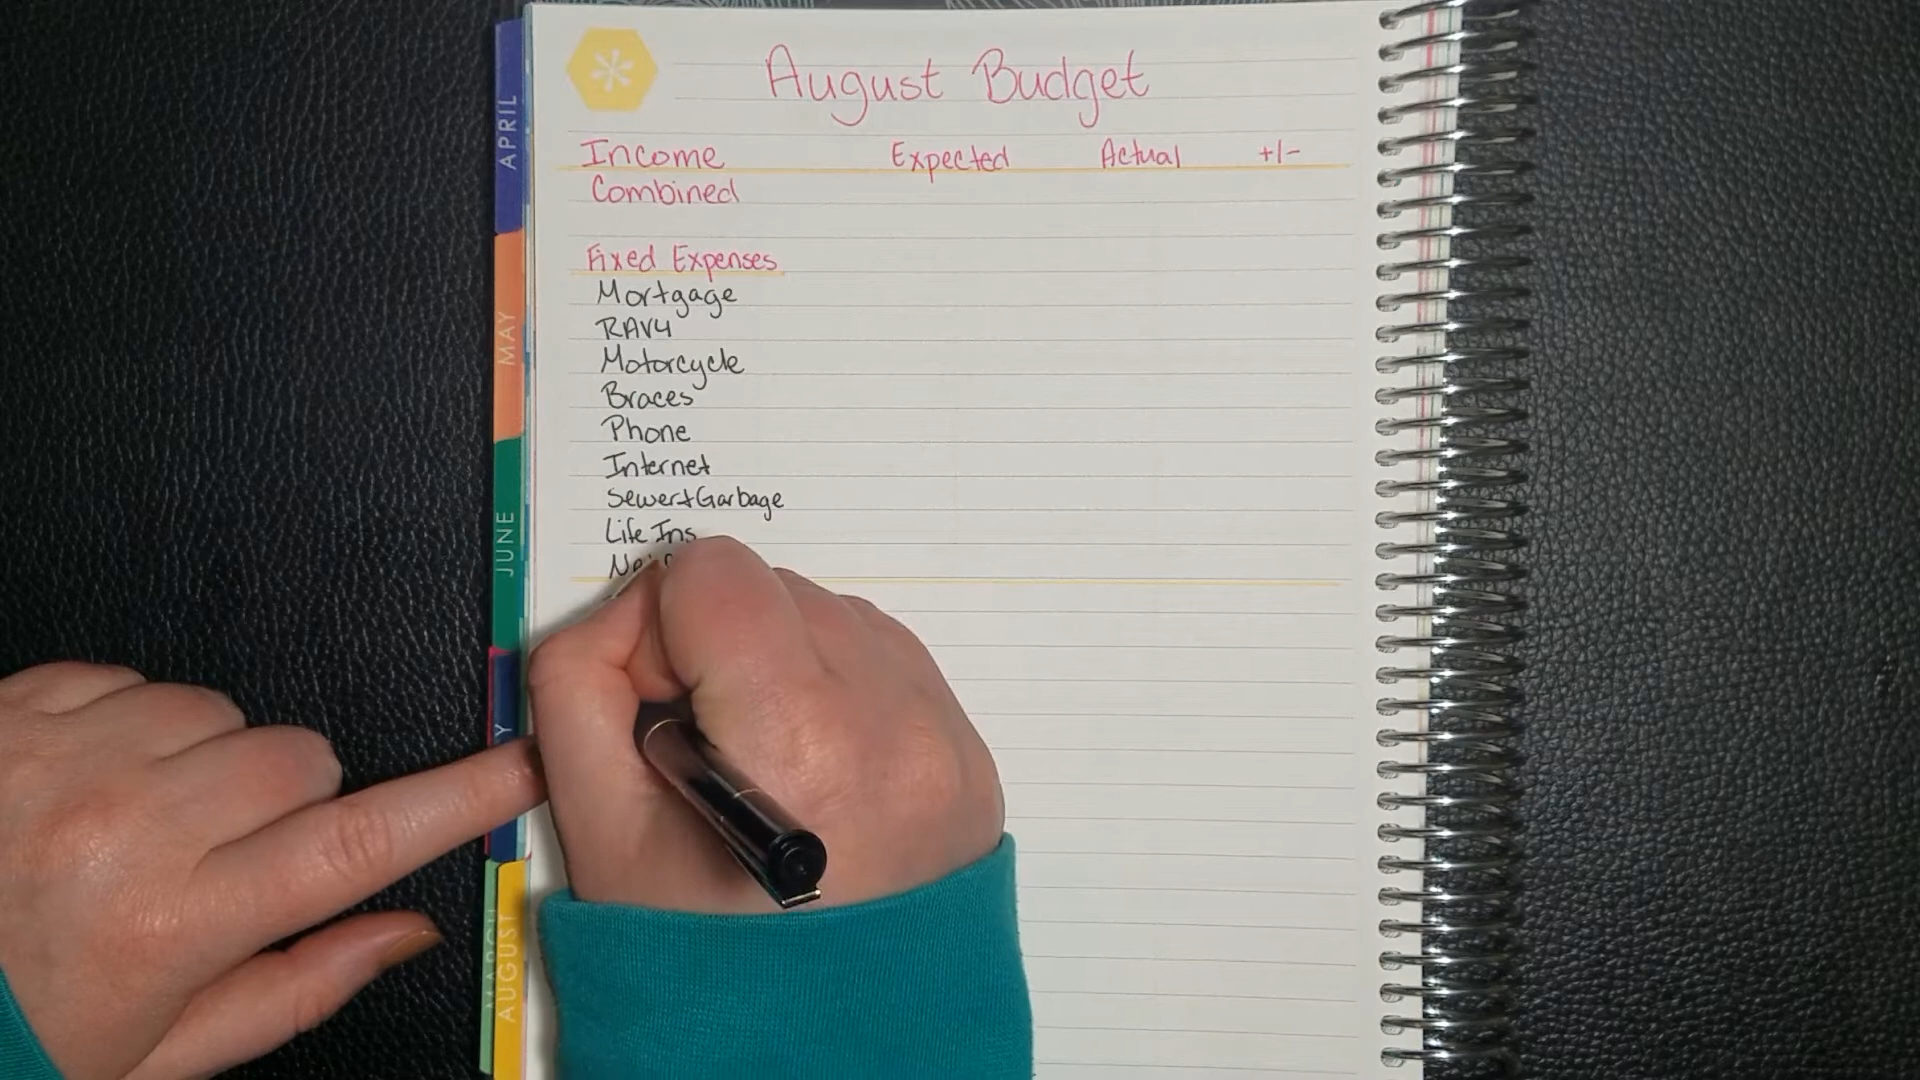 August Budget
Income Expected Actual +/-
Combined
Fixed Expenses
Mortgage
RAV4
Motorcycle
Braces
Phone
Internet
Sewer+Garbage
Life Ins
APRIL
MAY
JUNE
Y
MARCH
AUGUST